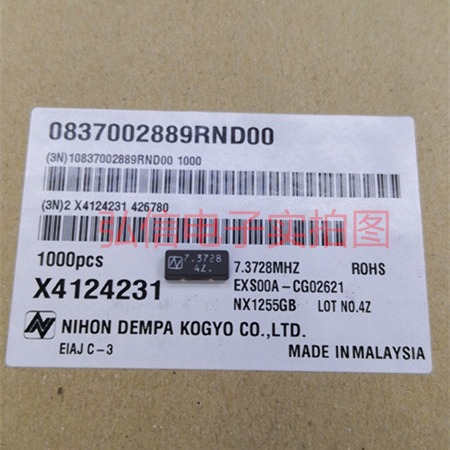 0837002889RND00
(3N)10837002889RND00 1000
(3N)2 X4124231 426780
弘信电子实拍图
1000pcs
7.3728
4Z.
7.3728MHZ ROHS
X4124231
EXS00A-CG02621
NX1255GB LOT NO.4Z
NIHON DEMPA KOGYO CO.,LTD.
EIAJ C-3
MADE IN MALAYSIA